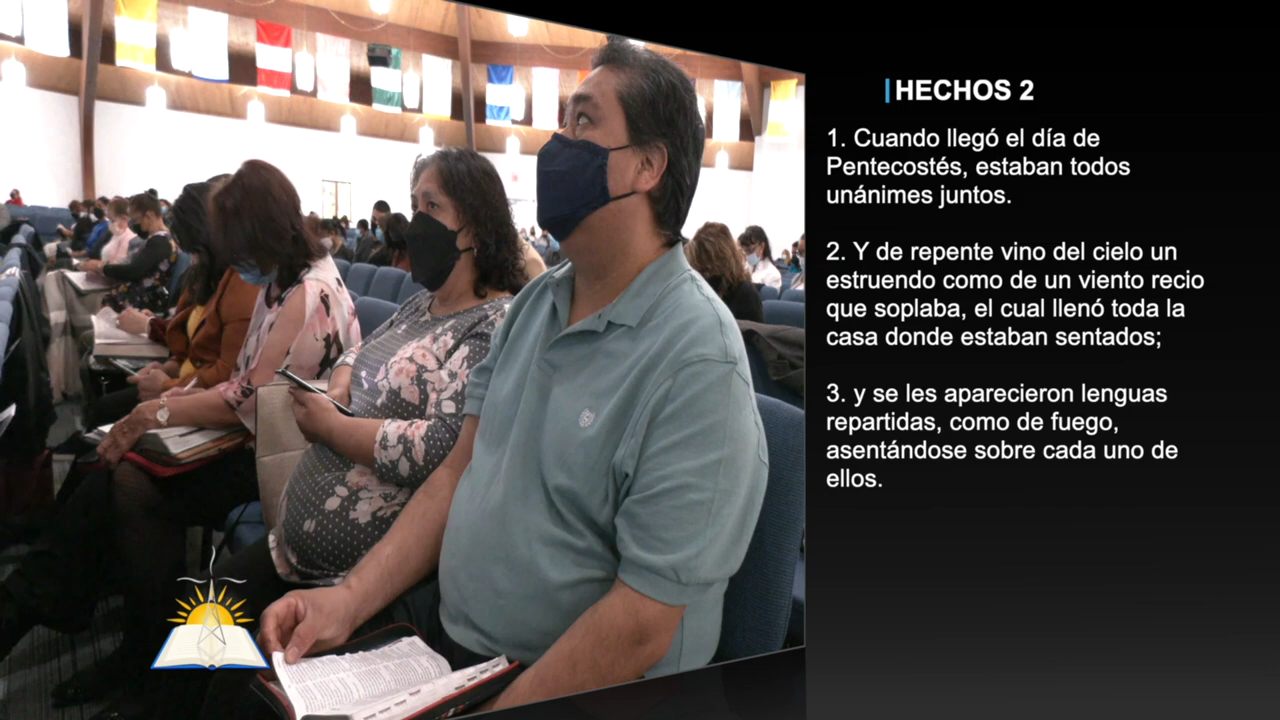 HECHOS 2
1. Cuando llegó el día de
Pentecostés, estaban todos
unánimes juntos.
2. Y de repente vino del cielo un
estruendo como de un viento recio
que soplaba, el cual llenó toda la
casa donde estaban sentados;
3. y se les aparecieron lenguas
repartidas, como de fuego,
asentándose sobre cada uno de
ellos.